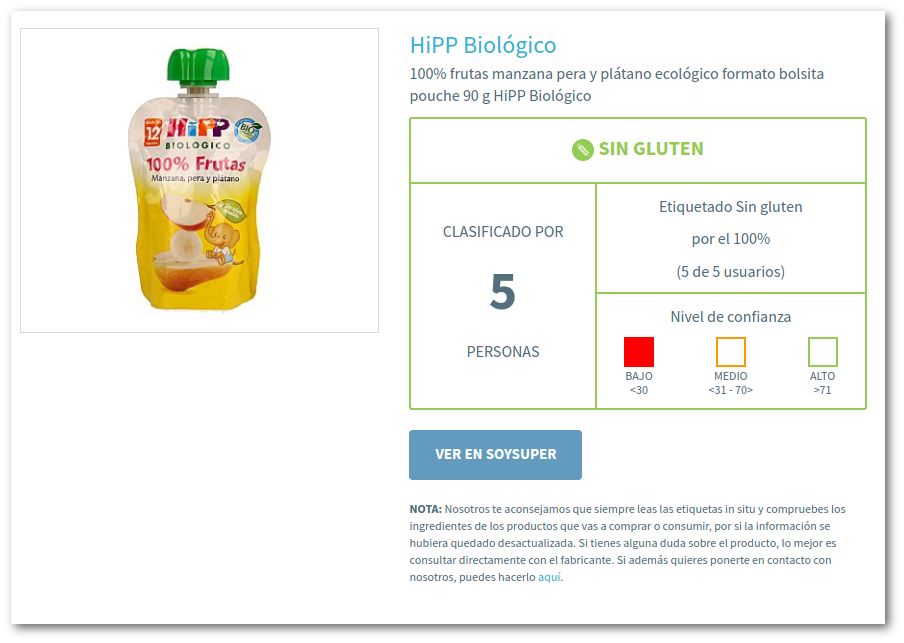 HiPP Biológico
100% frutas manzana pera y plátano ecológico formato bolsita
pouche 90 g HiPP Biológico
12
HiPP
BIO
BIOLOGICO
100% Frutas
Manzana, pera y plátano
SIN GLUTEN
CLASIFICADO POR
5
PERSONAS
Etiquetado Sin gluten
por el 100%
(5 de 5 usuarios)
Nivel de confianza
BAJO
<30
MEDIO
<31 - 70>
ALTO
>71
VER EN SOYSUPER
NOTA: Nosotros te aconsejamos que siempre leas las etiquetas in situ y compruebes los
ingredientes de los productos que vas a comprar o consumir, por si la información se
hubiera quedado desactualizada. Si tienes alguna duda sobre el producto, lo mejor es
consultar directamente con el fabricante. Si además quieres ponerte en contacto con
nosotros, puedes hacerlo aquí.